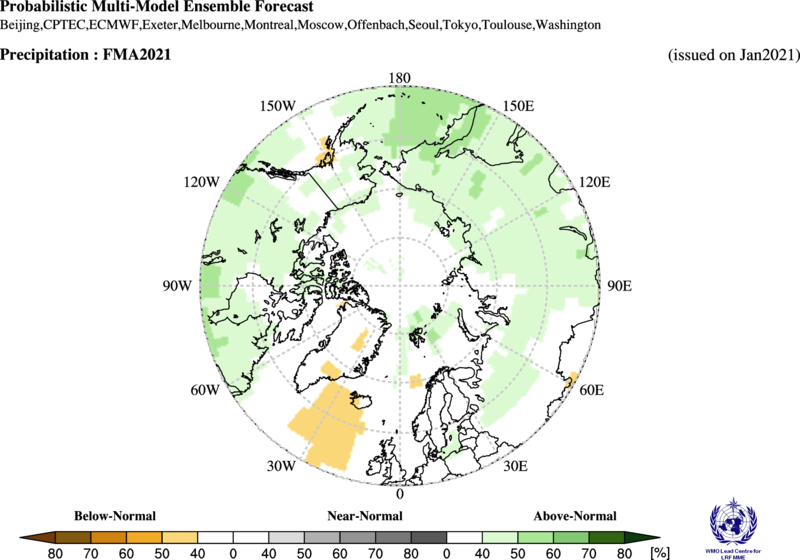 Probabilistic Multi-Model Ensemble Forecast
Beijing,CPTEC,ECMWF,Exeter,Melbourne,Montreal,Moscow,Offenbach,Seoul,Tokyo,Toulouse,Washington
Precipitation : FMA2021 (issued on Jan2021)
180
150W 150E
120W 120E
90W 90E
60W 60E
30W 30E
0
Below-Normal Near-Normal Above-Normal
80 70 60 50 40 0 40 50 60 70 80 0 40 50 60 70 80 [%]
WMO Lead Centre for
LRF MME